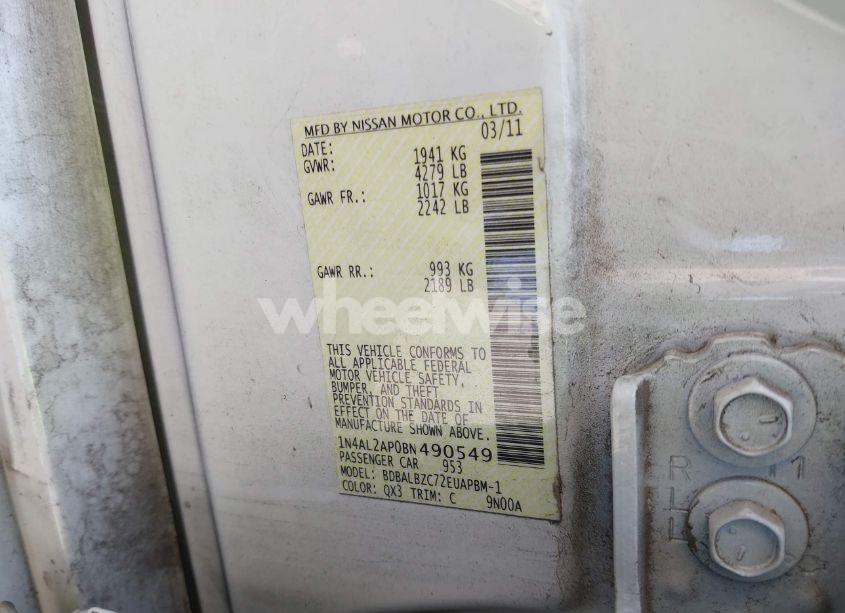 MFD BY NISSAN MOTOR CO., LTD.
DATE: 03/11
GVWR: 1941 KG
4279 LB
GAWR FR.: 1017 KG
2242 LB
GAWR RR.: 993 KG
2189 LB
wheelwise
THIS VEHICLE CONFORMS TO
ALL APPLICABLE FEDERAL
MOTOR VEHICLE SAFETY,
BUMPER, AND THEFT
PREVENTION STANDARDS IN
EFFECT ON THE DATE OF
MANUFACTURE SHOWN ABOVE.
1N4AL2AP0BN490549
PASSENGER CAR 953
MODEL: BDBALBZC72EUAPBM-1
COLOR: QX3 TRIM: C 9N00A